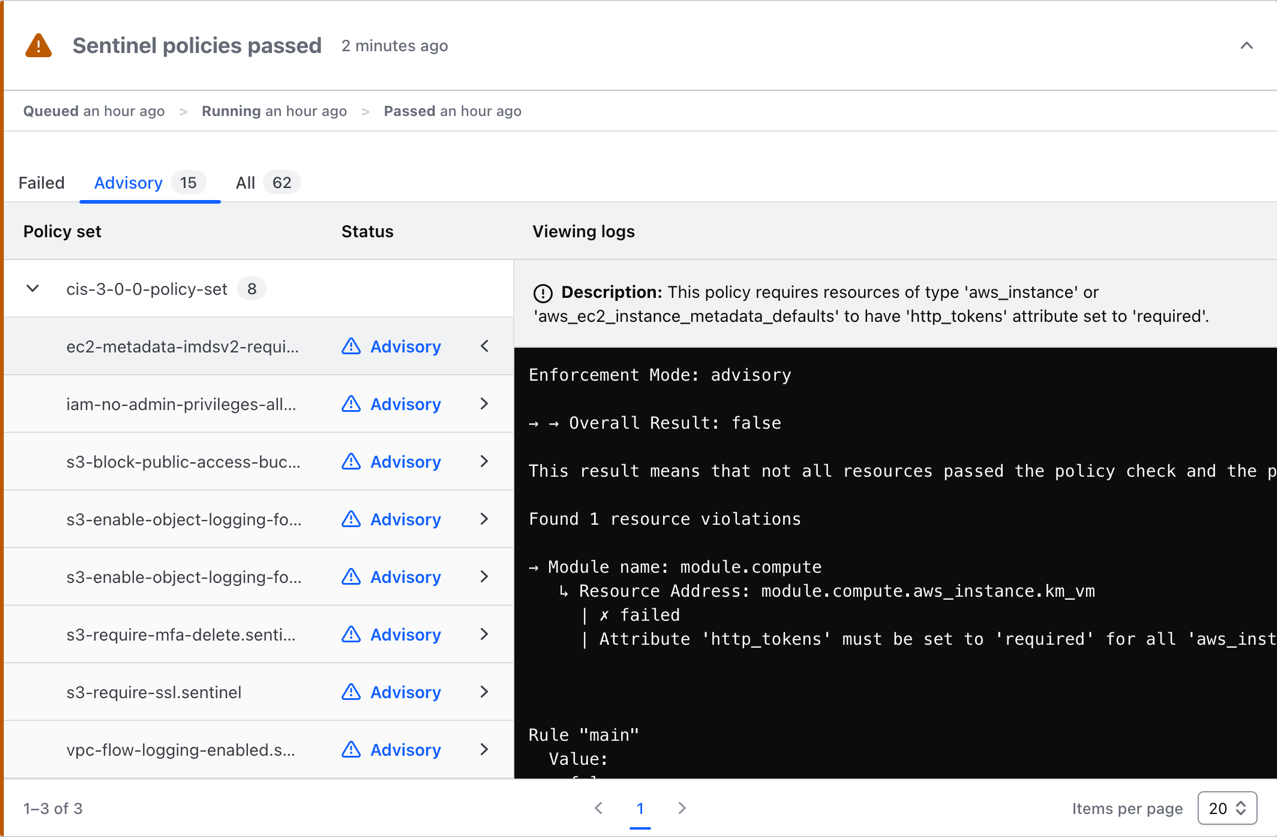 Sentinel policies passed 2 minutes ago
Queued an hour ago > Running an hour ago > Passed an hour ago
Failed Advisory 15 All 62
Policy set Status Viewing logs
cis-3-0-0-policy-set 8
ec2-metadata-imdsv2-requi... Advisory
iam-no-admin-privileges-all... Advisory
s3-block-public-access-buc... Advisory
s3-enable-object-logging-fo... Advisory
s3-enable-object-logging-fo... Advisory
s3-require-mfa-delete.senti... Advisory
s3-require-ssl.sentinel Advisory
vpc-flow-logging-enabled.s... Advisory
Description: This policy requires resources of type 'aws_instance' or
'aws_ec2_instance_metadata_defaults' to have 'http_tokens' attribute set to 'required'.
Enforcement Mode: advisory
→ → Overall Result: false
This result means that not all resources passed the policy check and the p
Found 1 resource violations
→ Module name: module.compute
↳ Resource Address: module.compute.aws_instance.km_vm
| ✗ failed
| Attribute 'http_tokens' must be set to 'required' for all 'aws_inst
Rule "main"
Value:
1–3 of 3 < 1 > Items per page 20